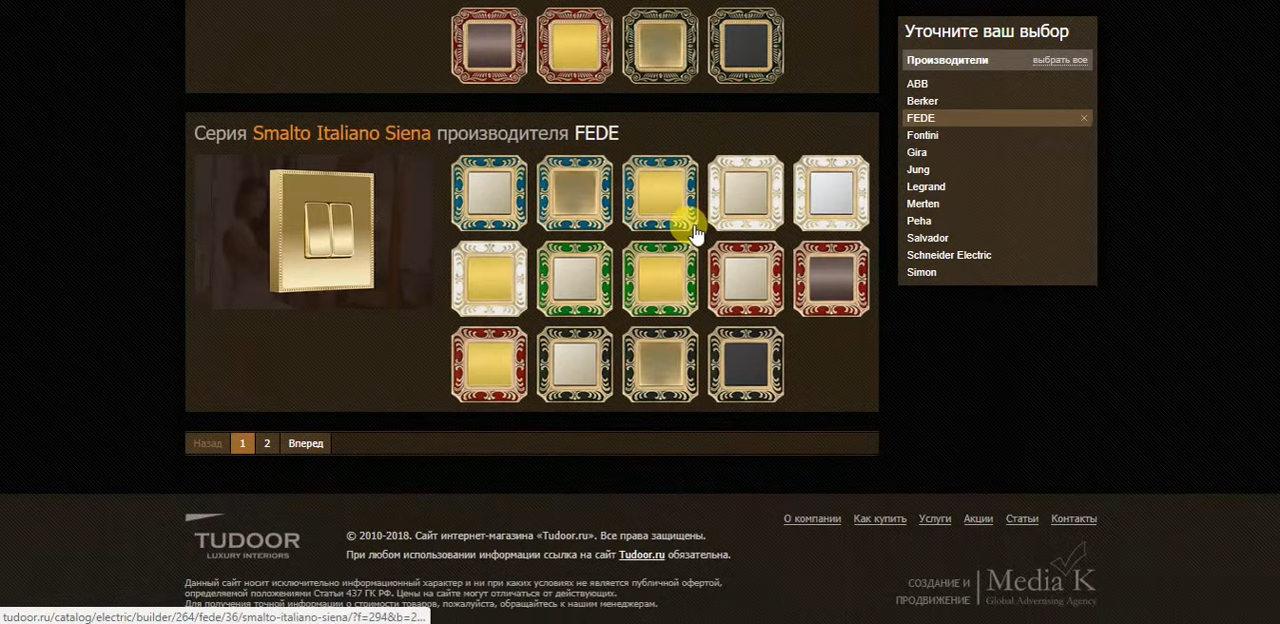 Уточните ваш выбор
Производители выбрать все
ABB
Berker
FEDE
Fontini
Gira
Jung
Legrand
Merten
Peha
Salvador
Schneider Electric
Simon
Серия Smalto Italiano Siena производителя FEDE
Назад 1 2 Вперед
О компании Как купить Услуги Акции Статьи Контакты
TUDOOR
LUXURY INTERIORS
© 2010-2018. Сайт интернет-магазина «Tudoor.ru». Все права защищены.
При любом использовании информации ссылка на сайт Tudoor.ru обязательна.
Данный сайт носит исключительно информационный характер и ни при каких условиях не является публичной офертой,
определяемой положениями Статьи 437 ГК РФ. Цены на сайте могут отличаться от действующих.
Для получения точной информации о стоимости товаров, пожалуйста, обращайтесь к нашим менеджерам.
СОЗДАНИЕ И
ПРОДВИЖЕНИЕ
Media K
Global Advertising Agency
tudoor.ru/catalog/electric/builder/264/fede/36/smalto-italiano-siena/?f=294&b=2...